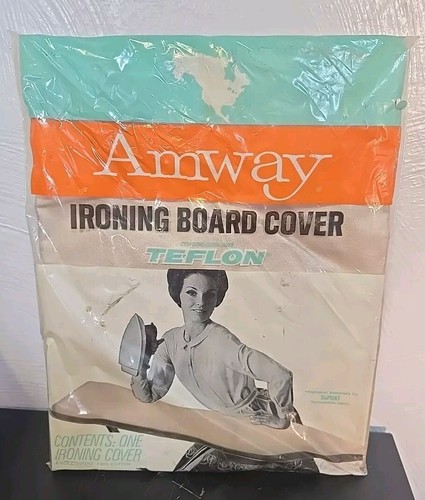 Amway
IRONING BOARD COVER
TEFLON
DUPONT
CONTENTS: ONE
IRONING COVER